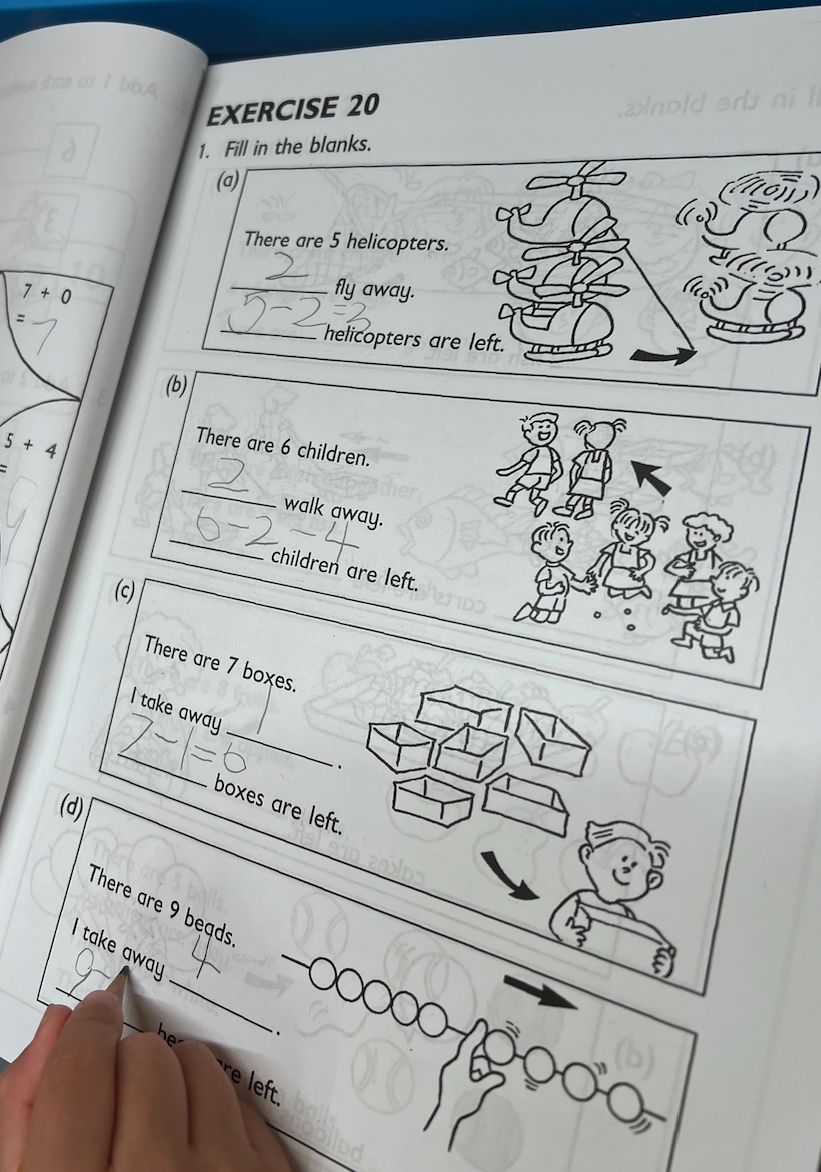 EXERCISE 20
1. Fill in the blanks.
(a)
There are 5 helicopters.
2 fly away.
5-2=3
helicopters are left.
(b)
There are 6 children.
2 walk away.
6-2-4
children are left.
(c)
There are 7 boxes.
I take away 1.
7-1=6
boxes are left.
(d)
There are 9 beads.
I take away 4.
9-
left.
7 + 0
= 7
5 + 4
=